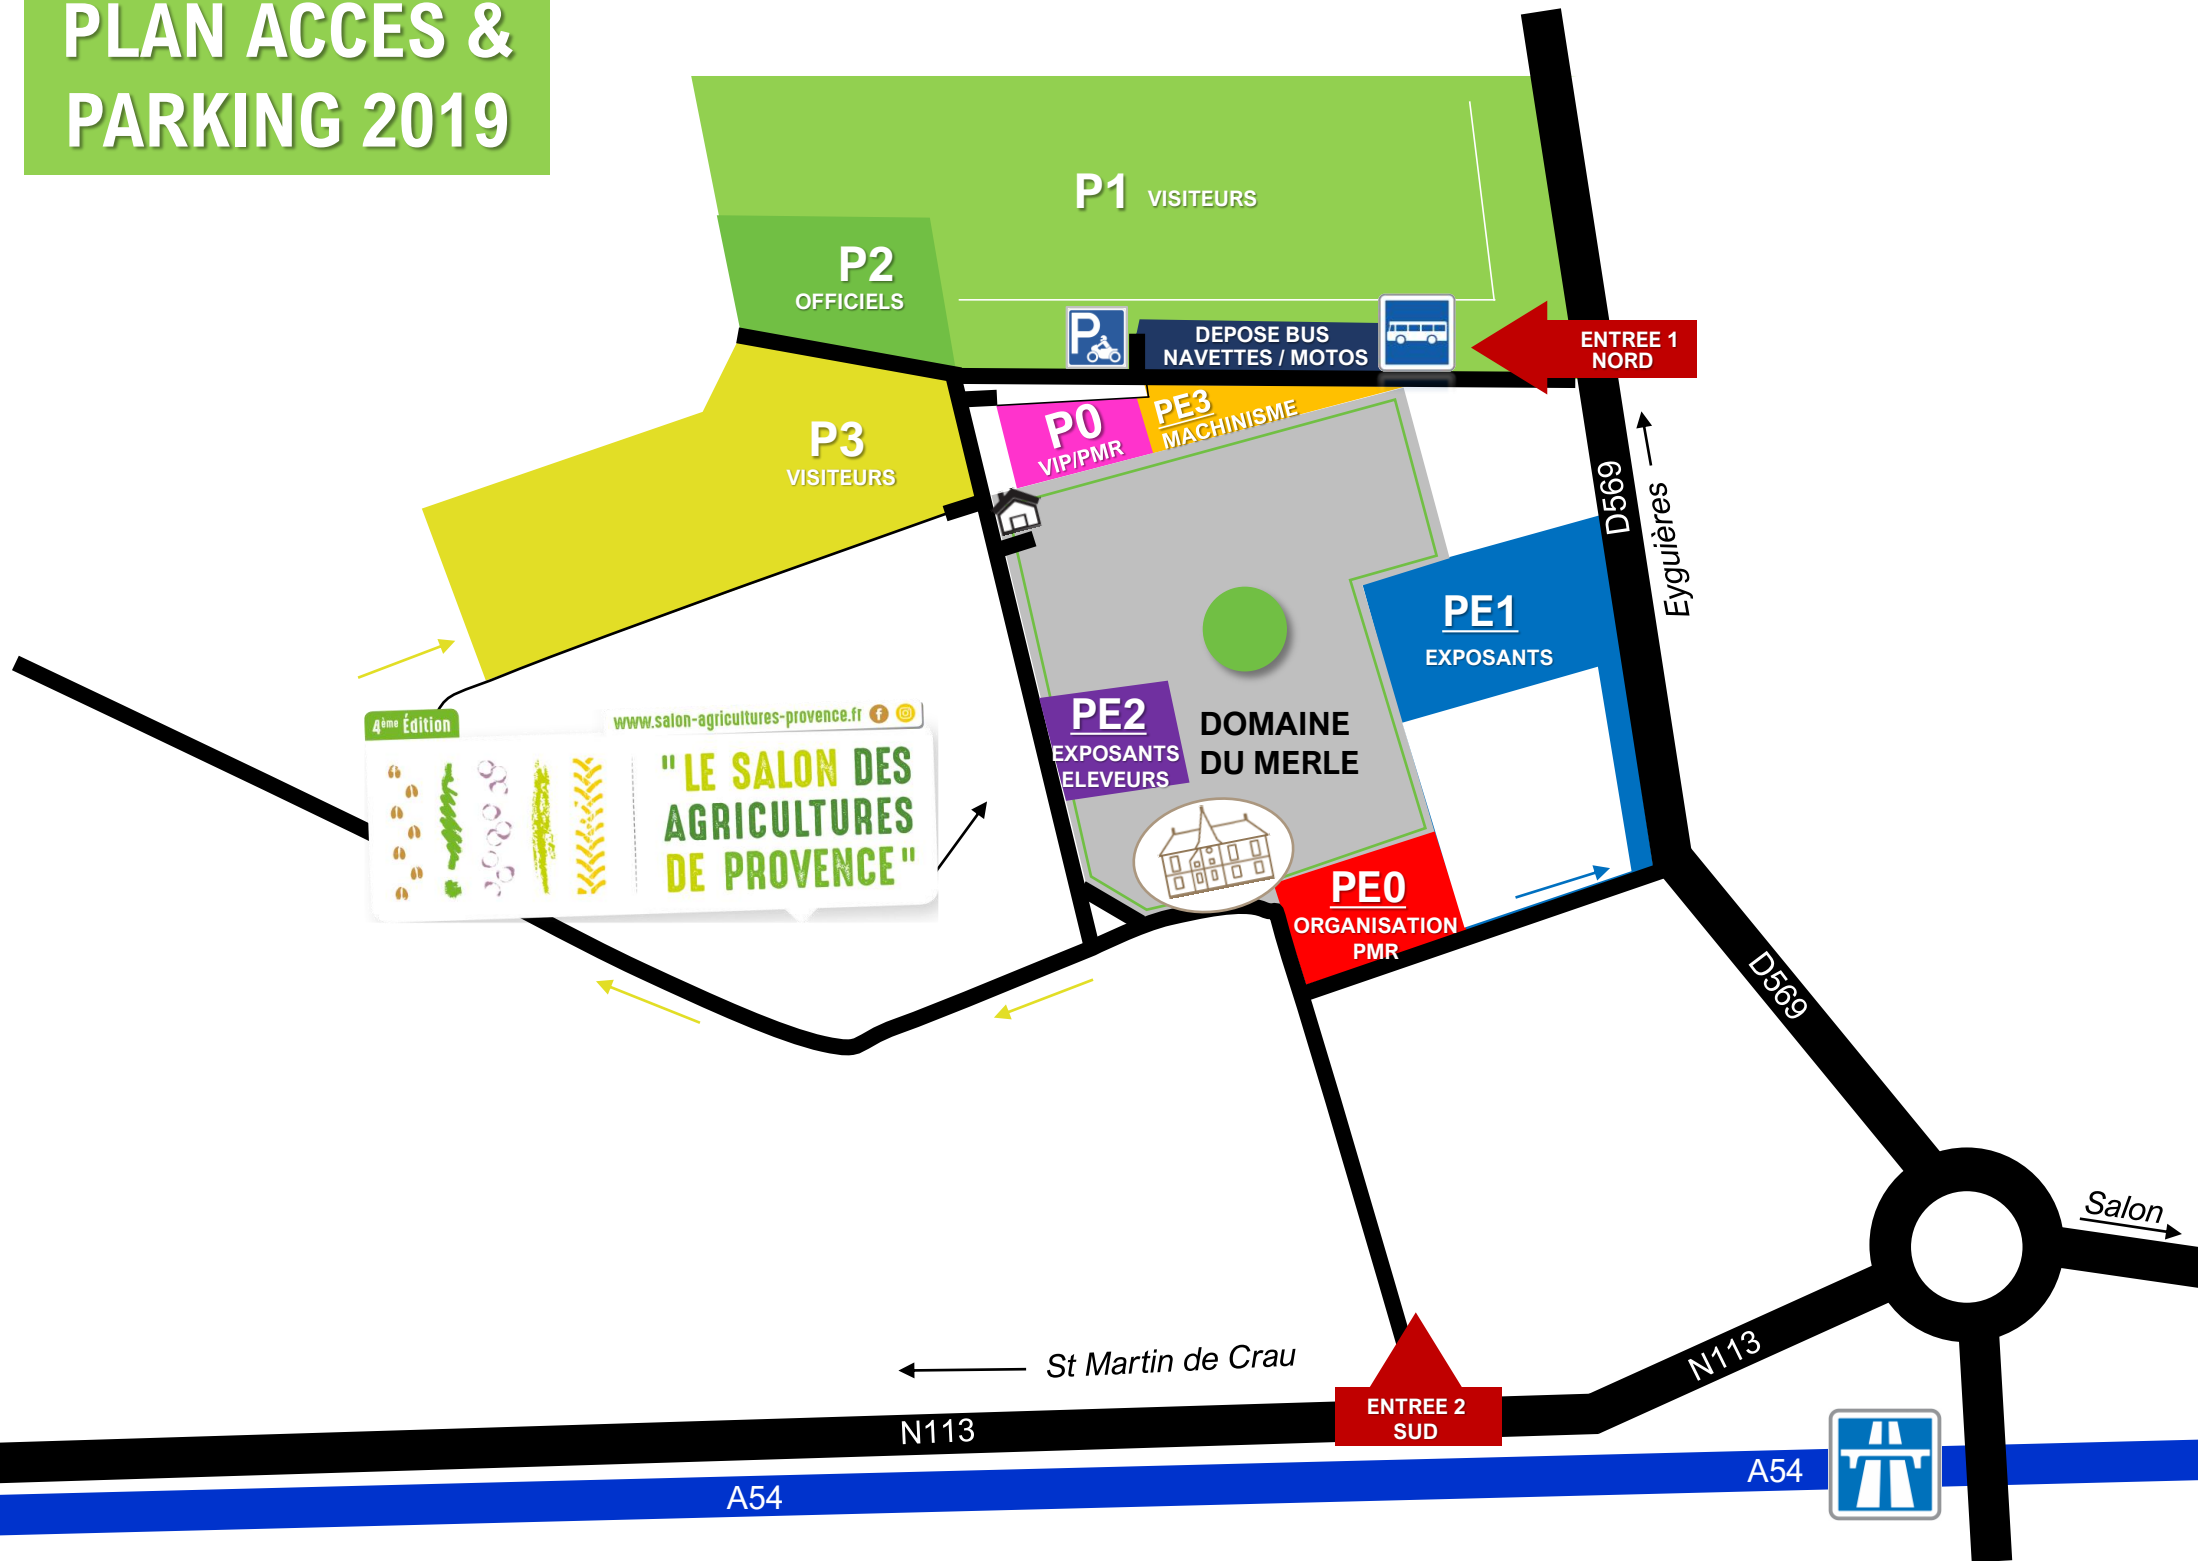 PLAN ACCES &
PARKING 2019
P1 VISITEURS
P2
OFFICIELS
P
DEPOSE BUS
NAVETTES / MOTOS
ENTREE 1
NORD
P0
VIP/PMR
PE3
MACHINISME
P3
VISITEURS
D569
Eyguières
PE1
EXPOSANTS
PE2
EXPOSANTS
ELEVEURS
DOMAINE
DU MERLE
4ème Édition
www.salon-agricultures-provence.fr
"LE SALON DES
AGRICULTURES
DE PROVENCE"
PE0
ORGANISATION
PMR
D569
Salon
St Martin de Crau
N113
ENTREE 2
SUD
N113
A54
A54